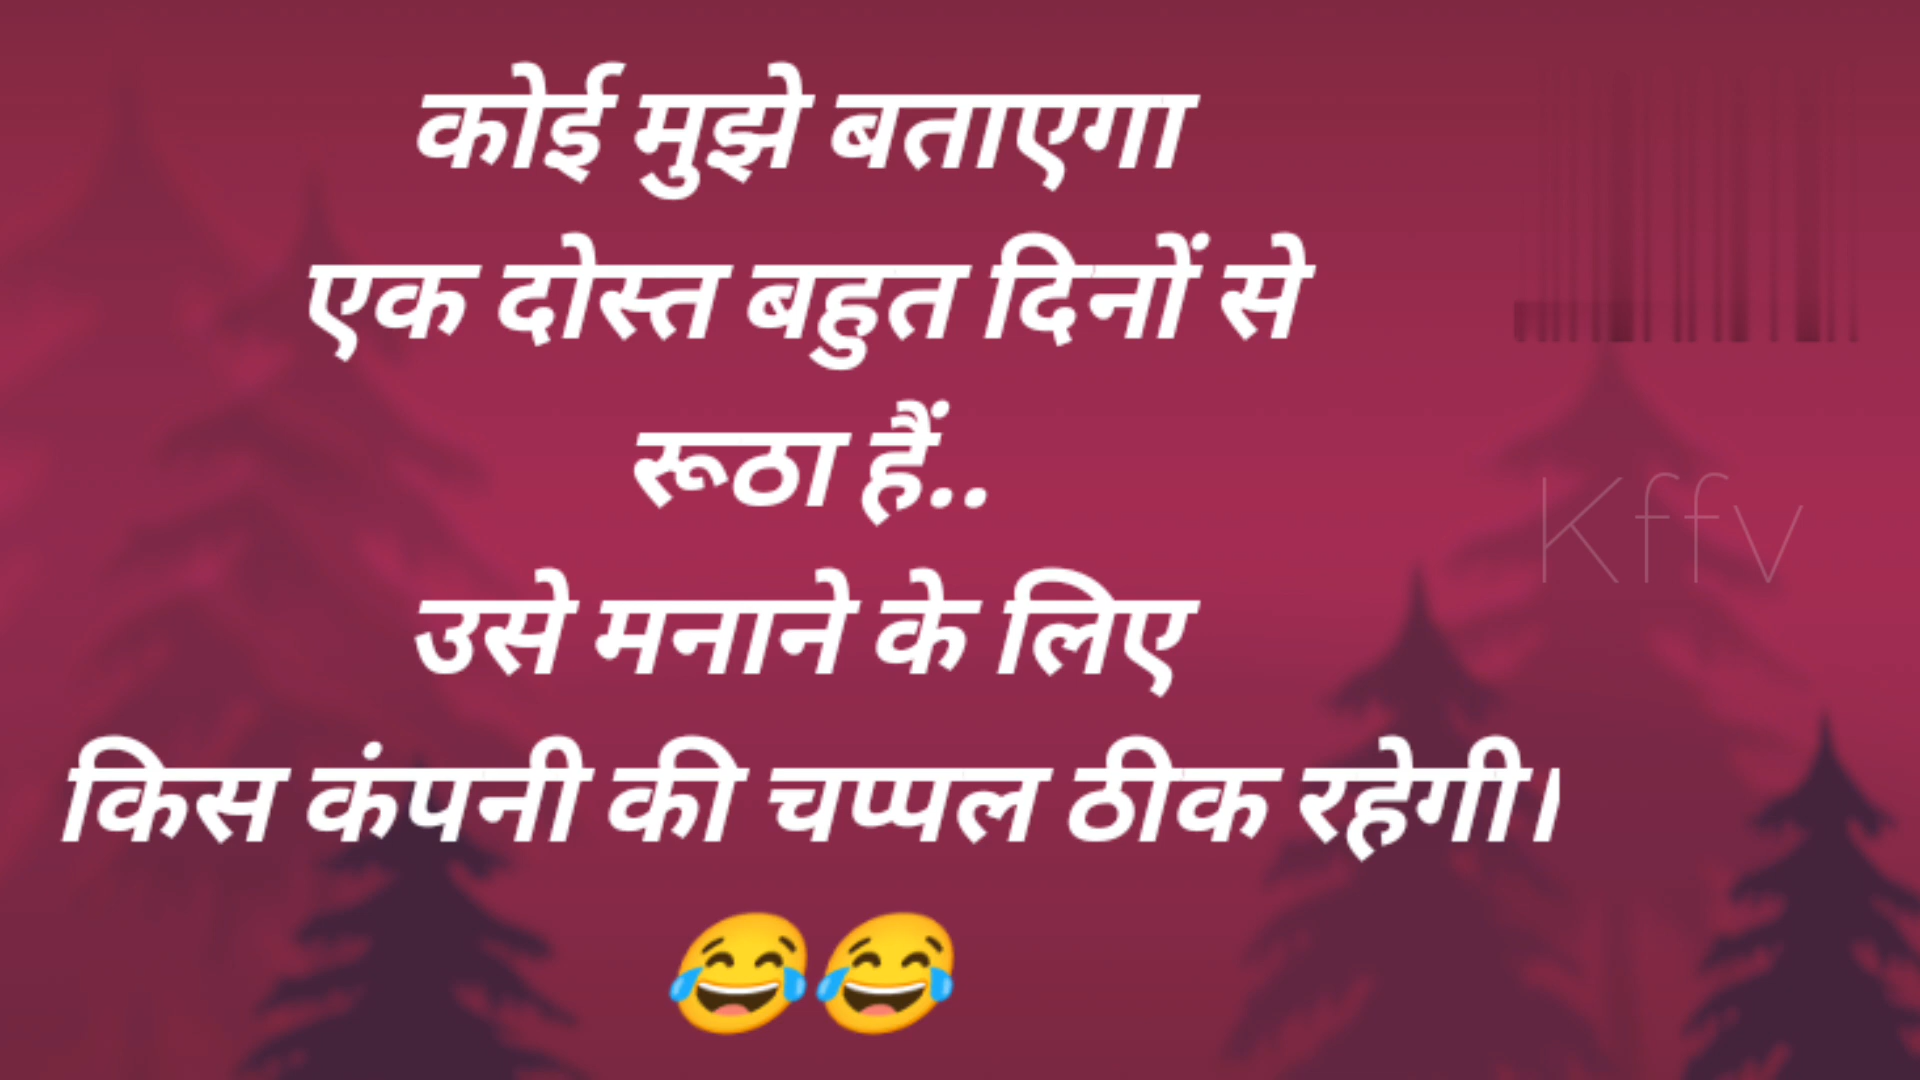 कोई मुझे बताएगा
एक दोस्त बहुत दिनों से
रूठा हैं..
उसे मनाने के लिए
किस कंपनी की चप्पल ठीक रहेगी।
😂😂
Kffv